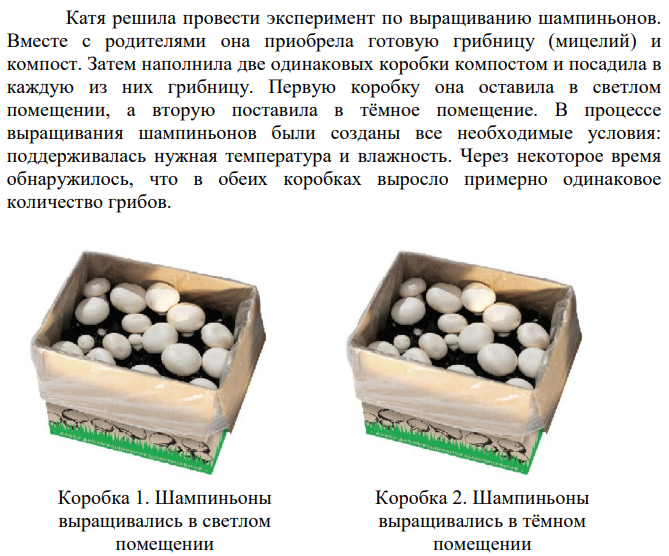 Катя решила провести эксперимент по выращиванию шампиньонов.
Вместе с родителями она приобрела готовую грибницу (мицелий) и
компост. Затем наполнила две одинаковых коробки компостом и посадила в
каждую из них грибницу. Первую коробку она оставила в светлом
помещении, а вторую поставила в тёмное помещение. В процессе
выращивания шампиньонов были созданы все необходимые условия:
поддерживалась нужная температура и влажность. Через некоторое время
обнаружилось, что в обеих коробках выросло примерно одинаковое
количество грибов.
Коробка 1. Шампиньоны
выращивались в светлом
помещении
Коробка 2. Шампиньоны
выращивались в тёмном
помещении